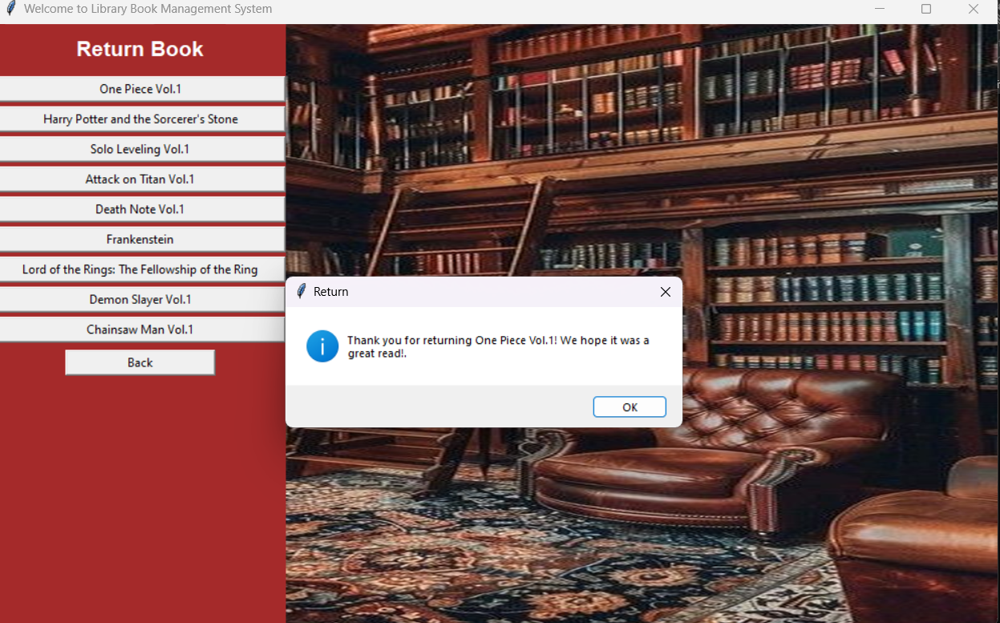 Welcome to Library Book Management System
Return Book
One Piece Vol.1
Harry Potter and the Sorcerer's Stone
Solo Leveling Vol.1
Attack on Titan Vol.1
Death Note Vol.1
Frankenstein
Lord of the Rings: The Fellowship of the Ring
Demon Slayer Vol.1
Chainsaw Man Vol.1
Back
Return
Thank you for returning One Piece Vol.1! We hope it was a
great read!.
OK